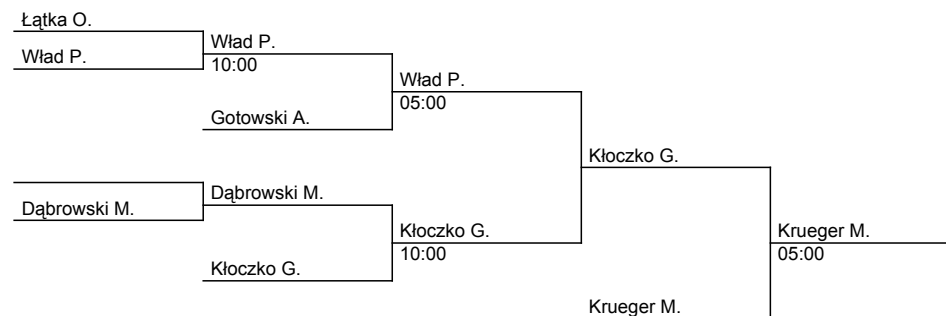 Łątka O.
Wład P.
Wład P.
10:00
Wład P.
05:00
Gotowski A.
Kłoczko G.
Dąbrowski M.
Dąbrowski M.
Kłoczko G.
10:00
Krueger M.
05:00
Kłoczko G.
Krueger M.